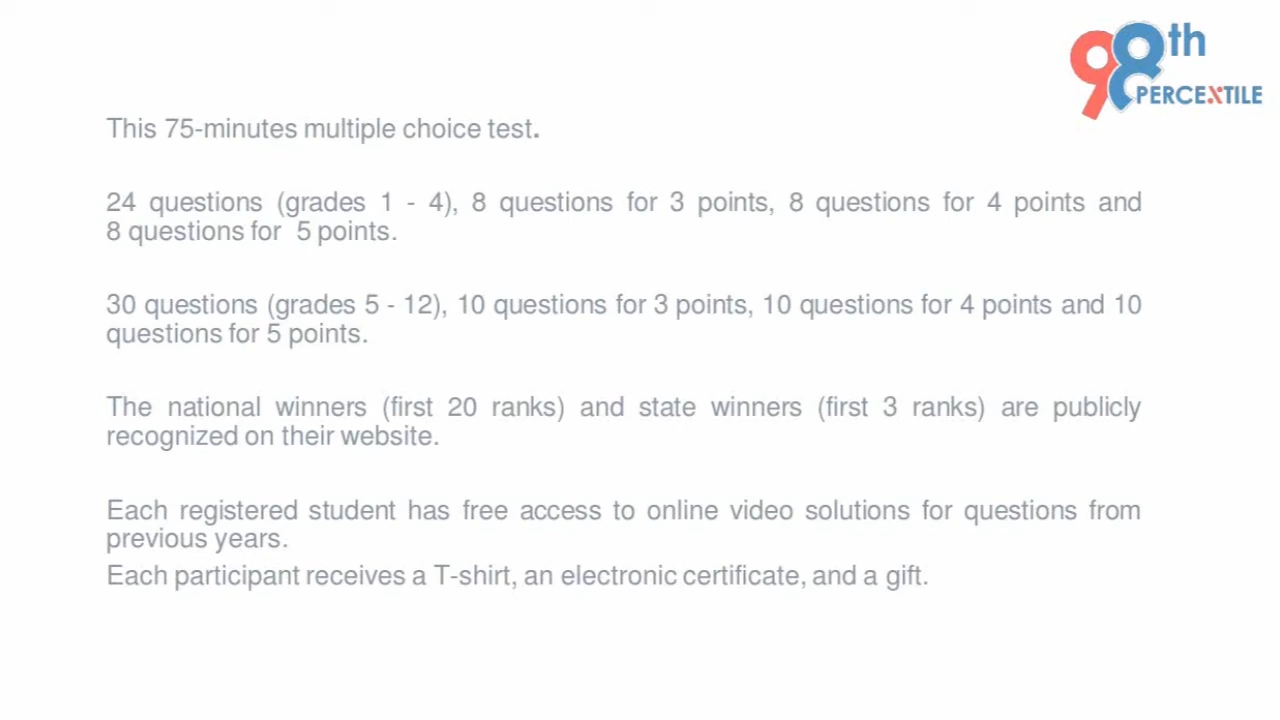 98th
PERCEXTILE
This 75-minutes multiple choice test.
24 questions (grades 1 - 4), 8 questions for 3 points, 8 questions for 4 points and
8 questions for 5 points.
30 questions (grades 5 - 12), 10 questions for 3 points, 10 questions for 4 points and 10
questions for 5 points.
The national winners (first 20 ranks) and state winners (first 3 ranks) are publicly
recognized on their website.
Each registered student has free access to online video solutions for questions from
previous years.
Each participant receives a T-shirt, an electronic certificate, and a gift.